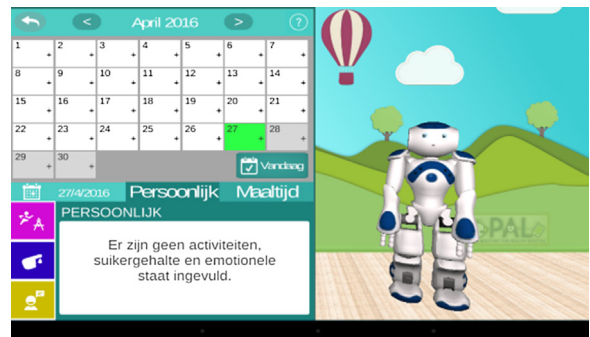 April 2016
?
1 2 3 4 5 6 7
8 9 10 11 12 13 14
15 16 17 18 19 20 21
22 23 24 25 26 27 28
29 30 Vandaag
27/4/2016 Persoonlijk Maaltijd
PERSOONLIJK
Er zijn geen activiteiten,
suikergehalte en emotionele
staat ingevuld.
PAL